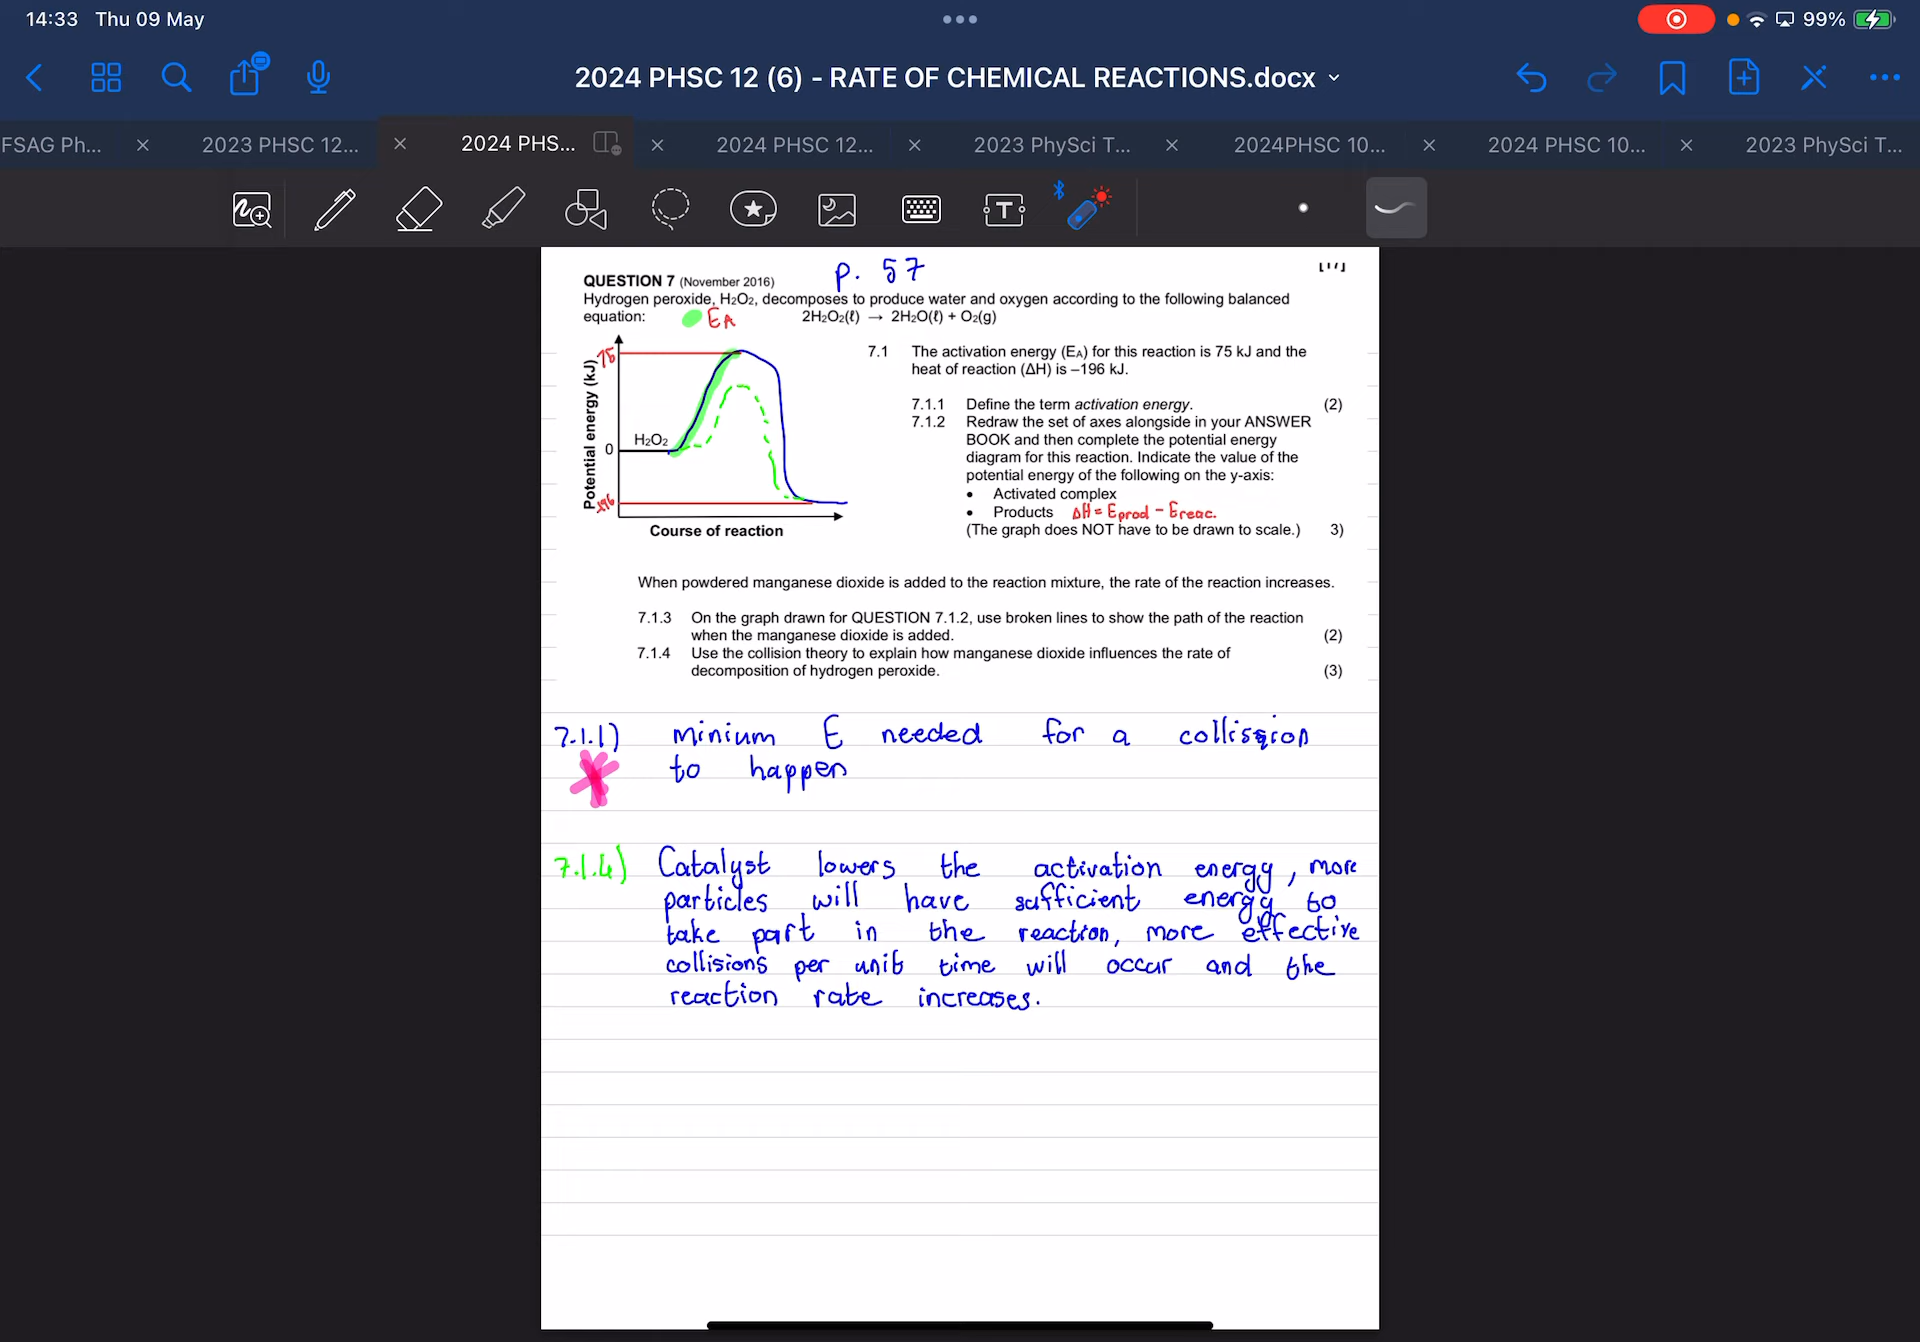 14:33 Thu 09 May
99%
2024 PHSC 12 (6) - RATE OF CHEMICAL REACTIONS.docx
FSAG Ph... 2023 PHSC 12... 2024 PHS... 2024 PHSC 12... 2023 PhySci T... 2024PHSC 10... 2024 PHSC 10... 2023 PhySci T...
p. 57
QUESTION 7 (November 2016)
Hydrogen peroxide, H₂O₂, decomposes to produce water and oxygen according to the following balanced
equation: 2H₂O₂(ℓ) → 2H₂O(ℓ) + O₂(g)
EA
75
Potential energy (kJ)
H₂O₂
0
-196
Course of reaction
7.1 The activation energy (EA) for this reaction is 75 kJ and the
heat of reaction (ΔH) is –196 kJ.
7.1.1 Define the term activation energy. (2)
7.1.2 Redraw the set of axes alongside in your ANSWER
BOOK and then complete the potential energy
diagram for this reaction. Indicate the value of the
potential energy of the following on the y-axis:
• Activated complex
• Products ΔH = Eprod - Ereac.
(The graph does NOT have to be drawn to scale.) 3)
When powdered manganese dioxide is added to the reaction mixture, the rate of the reaction increases.
7.1.3 On the graph drawn for QUESTION 7.1.2, use broken lines to show the path of the reaction
when the manganese dioxide is added. (2)
7.1.4 Use the collision theory to explain how manganese dioxide influences the rate of
decomposition of hydrogen peroxide. (3)
7.1.1) minium E needed for a collision
to happen
7.1.4) Catalyst lowers the activation energy, more
particles will have sufficient energy to
take part in the reaction, more effective
collisions per unit time will occur and the
reaction rate increases.